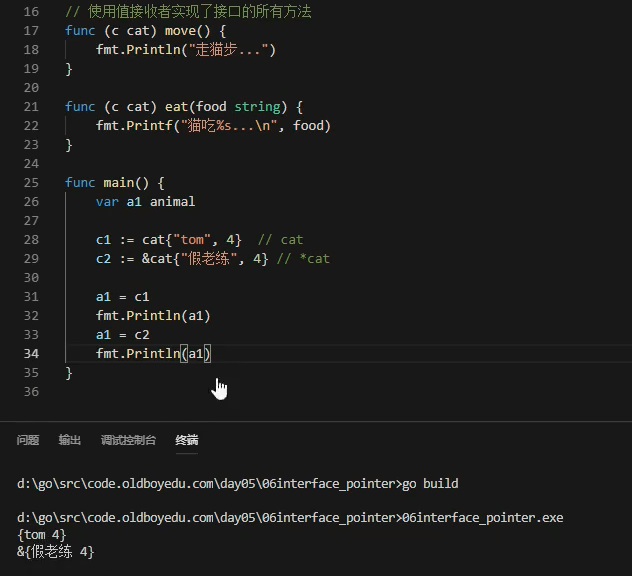 16 // 使用值接收者实现了接口的所有方法
17 func (c cat) move() {
18     fmt.Println("走猫步...")
19 }
20
21 func (c cat) eat(food string) {
22     fmt.Printf("猫吃%s...\n", food)
23 }
24
25 func main() {
26     var a1 animal
27
28     c1 := cat{"tom", 4}  // cat
29     c2 := &cat{"假老练", 4} // *cat
30
31     a1 = c1
32     fmt.Println(a1)
33     a1 = c2
34     fmt.Println(a1)
35 }
36
问题 输出 调试控制台 终端
d:\go\src\code.oldboyedu.com\day05\06interface_pointer>go build
d:\go\src\code.oldboyedu.com\day05\06interface_pointer>06interface_pointer.exe
{tom 4}
&{假老练 4}